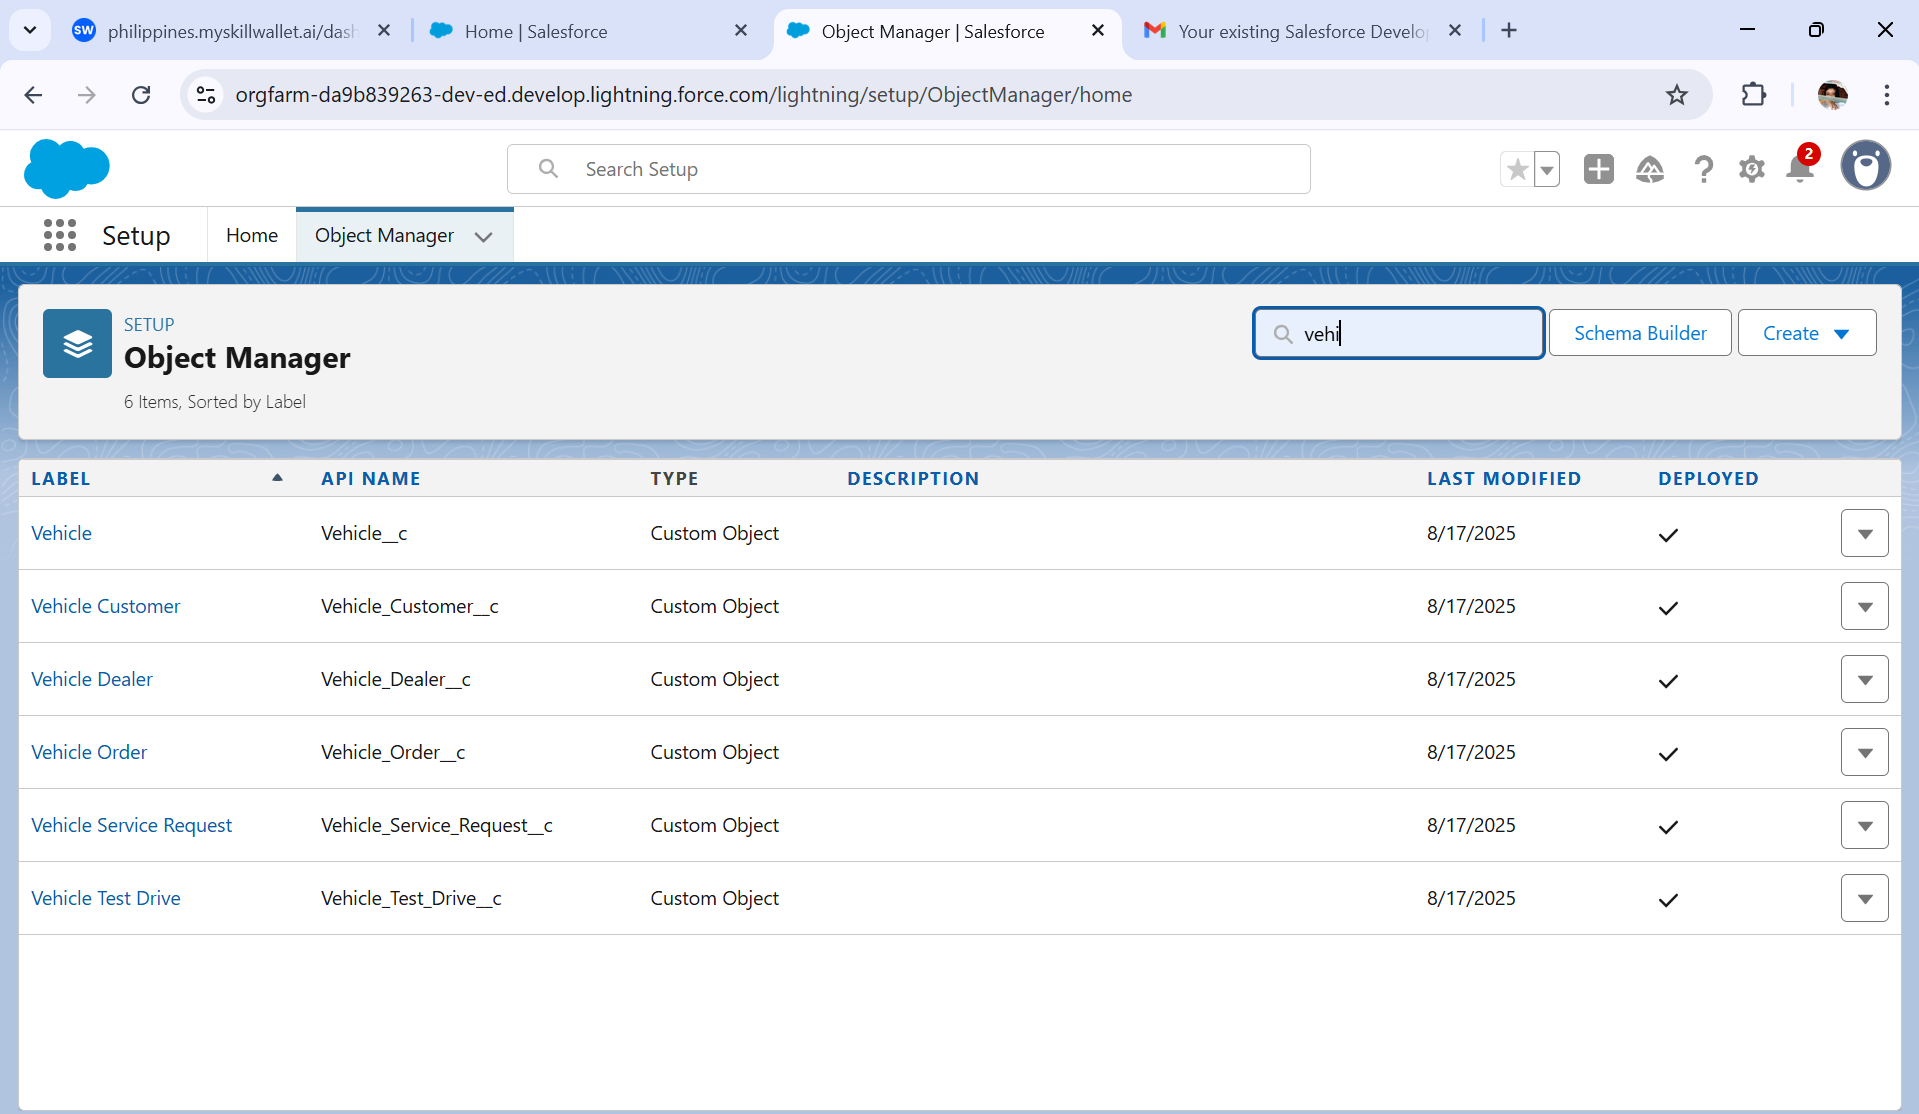 SW
philippines.myskillwallet.ai/dash
Home | Salesforce
Object Manager | Salesforce
Your existing Salesforce Develop
orgfarm-da9b839263-dev-ed.develop.lightning.force.com/lightning/setup/ObjectManager/home
Search Setup
2
Setup
Home
Object Manager
SETUP
Object Manager
6 Items, Sorted by Label
vehi
Schema Builder
Create
LABEL API NAME TYPE DESCRIPTION LAST MODIFIED DEPLOYED
Vehicle Vehicle__c Custom Object 8/17/2025
Vehicle Customer Vehicle_Customer__c Custom Object 8/17/2025
Vehicle Dealer Vehicle_Dealer__c Custom Object 8/17/2025
Vehicle Order Vehicle_Order__c Custom Object 8/17/2025
Vehicle Service Request Vehicle_Service_Request__c Custom Object 8/17/2025
Vehicle Test Drive Vehicle_Test_Drive__c Custom Object 8/17/2025